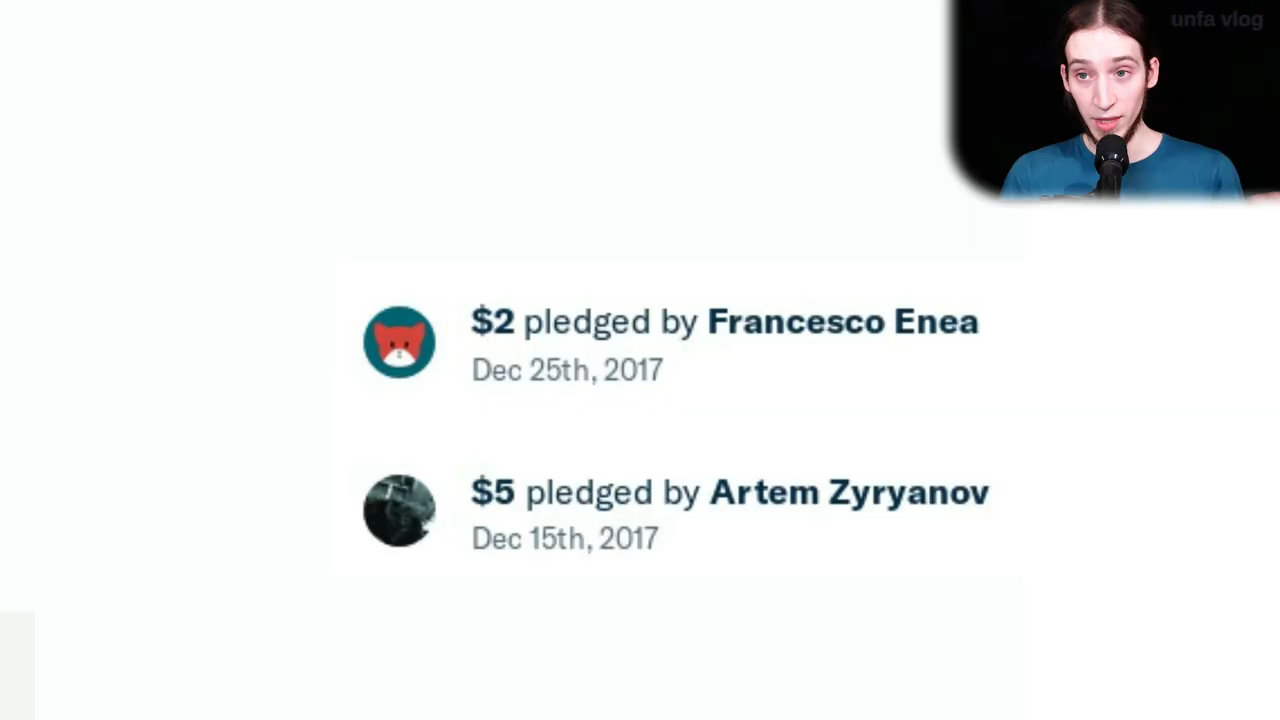 unfa vlog
$2 pledged by Francesco Enea
Dec 25th, 2017
$5 pledged by Artem Zyryanov
Dec 15th, 2017